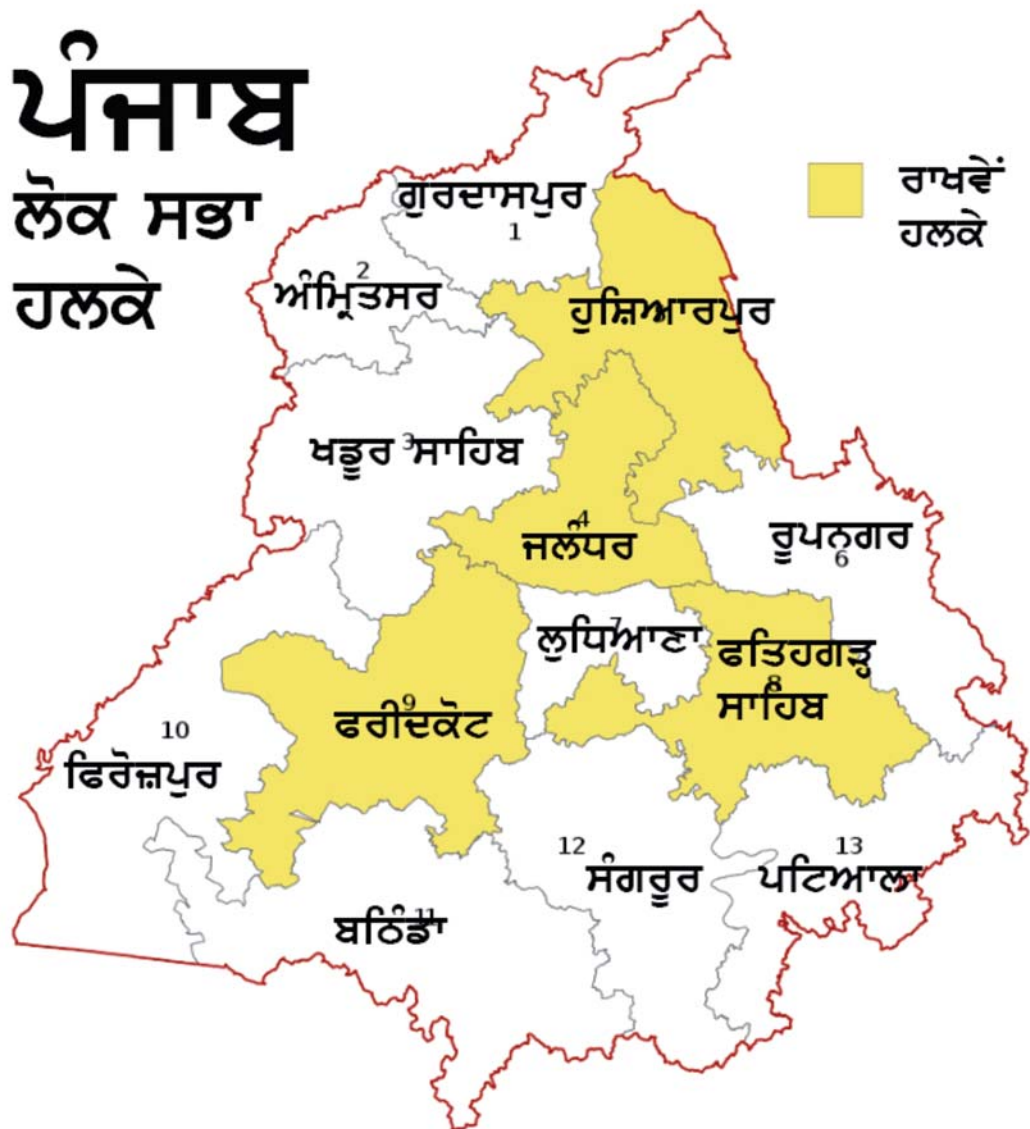 ਪੰਜਾਬ
ਲੋਕ ਸਭਾ
ਹਲਕੇ
ਰਾਖਵੇਂ
ਹਲਕੇ
ਗੁਰਦਾਸਪੁਰ
1
2
ਅੰਮ੍ਰਿਤਸਰ
ਹੁਸ਼ਿਆਰਪੁਰ
ਖਡੂਰ 3 ਸਾਹਿਬ
4
ਜਲੰਧਰ
ਰੂਪਨਗਰ
6
7
ਲੁਧਿਆਣਾ
ਫਤਿਹਗੜ੍ਹ
8
ਸਾਹਿਬ
9
ਫਰੀਦਕੋਟ
10
ਫਿਰੋਜ਼ਪੁਰ
12
ਸੰਗਰੂਰ
13
ਪਟਿਆਲਾ
11
ਬਠਿੰਡਾ